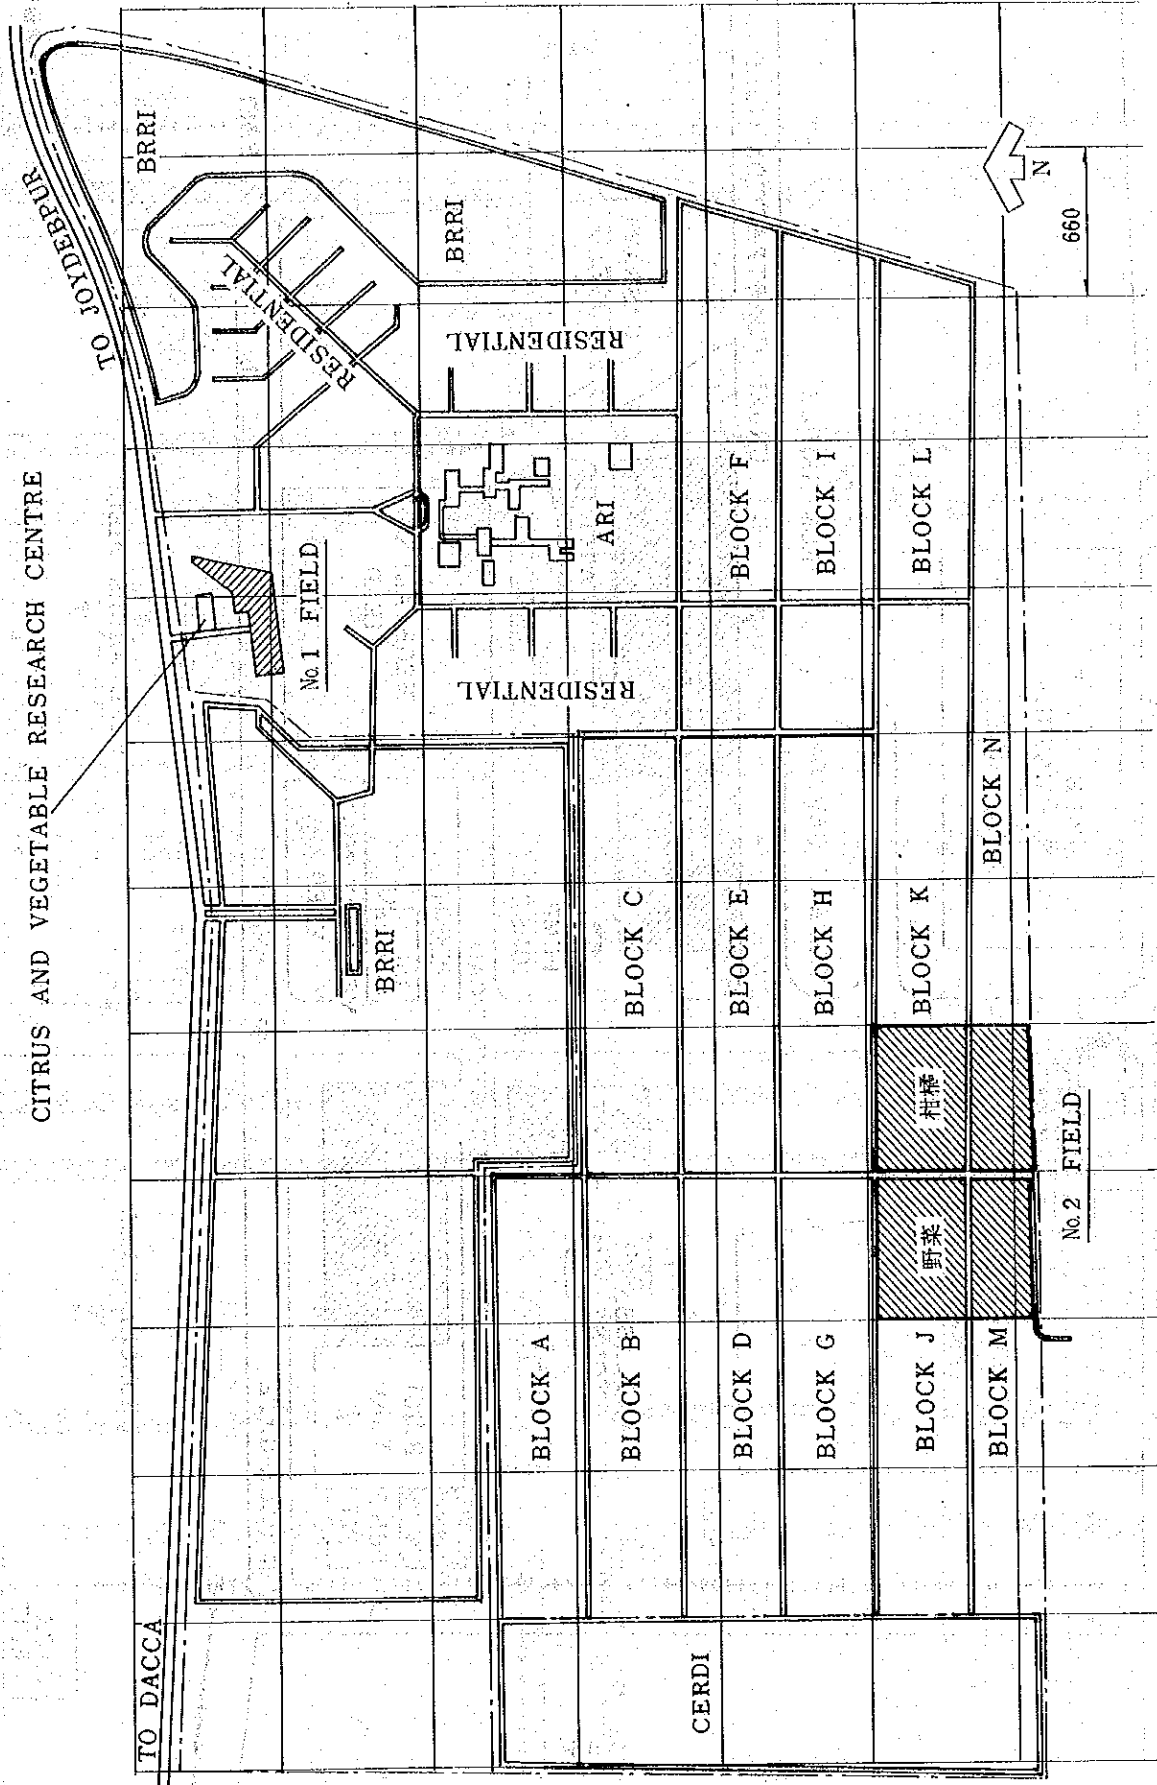 CITRUS AND VEGETABLE RESEARCH CENTRE
TO JOYDEBPUR
BRRI
RESIDENTIAL
BRRI
RESIDENTIAL
No.1 FIELD
ARI
RESIDENTIAL
BRRI
TO DACCA
BLOCK A
BLOCK B
BLOCK C
BLOCK D
BLOCK E
BLOCK F
BLOCK G
BLOCK H
BLOCK I
BLOCK J
BLOCK K
BLOCK L
BLOCK M
BLOCK N
野菜
柑橘
No.2 FIELD
CERDI
N
660